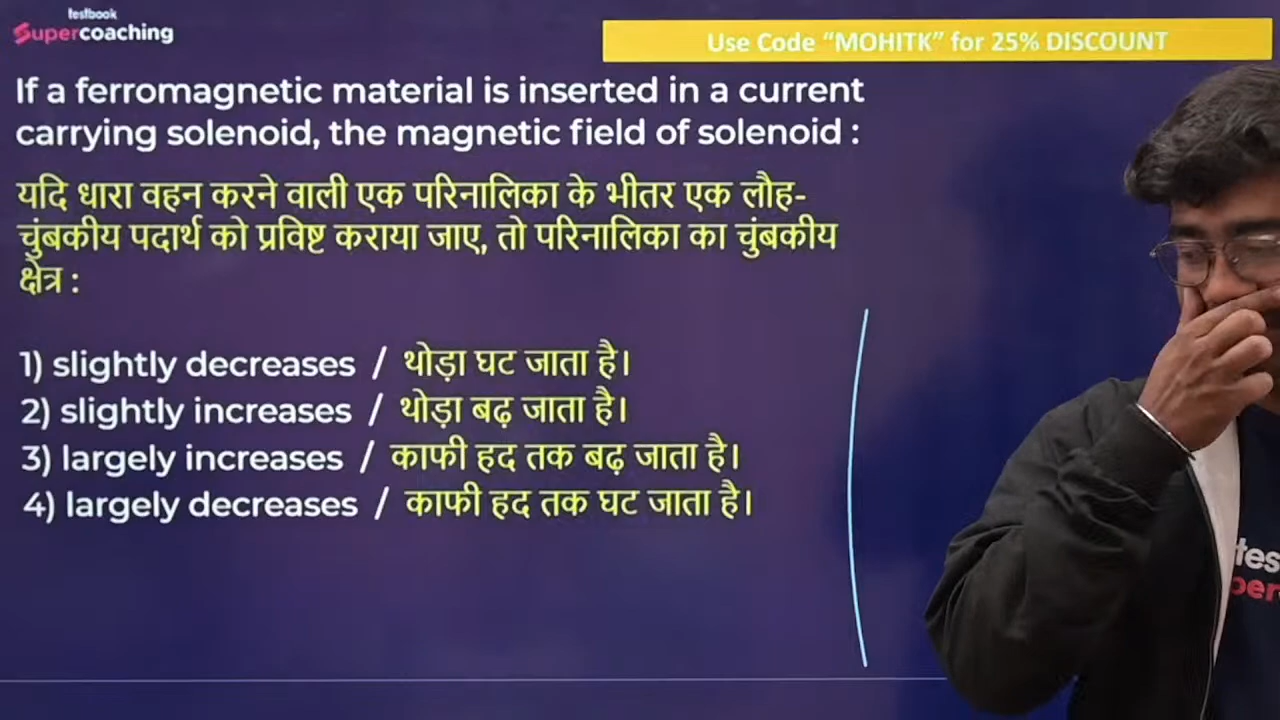 testbook
Supercoaching
Use Code “MOHITK” for 25% DISCOUNT
If a ferromagnetic material is inserted in a current
carrying solenoid, the magnetic field of solenoid :
यदि धारा वहन करने वाली एक परिनालिका के भीतर एक लौह-
चुंबकीय पदार्थ को प्रविष्ट कराया जाए, तो परिनालिका का चुंबकीय
क्षेत्र :
1) slightly decreases / थोड़ा घट जाता है।
2) slightly increases / थोड़ा बढ़ जाता है।
3) largely increases / काफी हद तक बढ़ जाता है।
4) largely decreases / काफी हद तक घट जाता है।